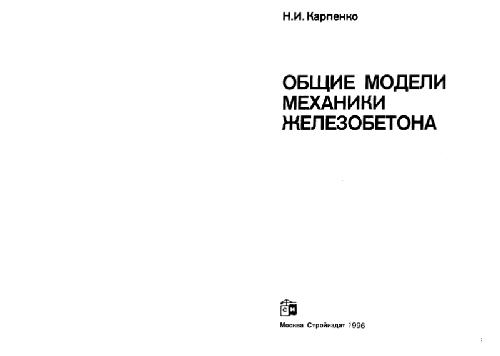 Н.И. Карпенко
ОБЩИЕ МОДЕЛИ
МЕХАНИКИ
ЖЕЛЕЗОБЕТОНА
Москва Стройиздат 1996